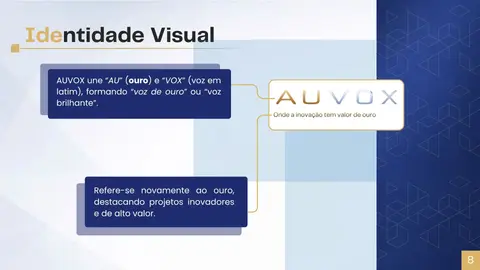 Identidade Visual
AUVOX une “AU” (ouro) e “VOX” (voz em
latim), formando “voz de ouro” ou “voz
brilhante”.
AUVOX
Onde a inovação tem valor de ouro
Refere-se novamente ao ouro,
destacando projetos inovadores
e de alto valor.
8